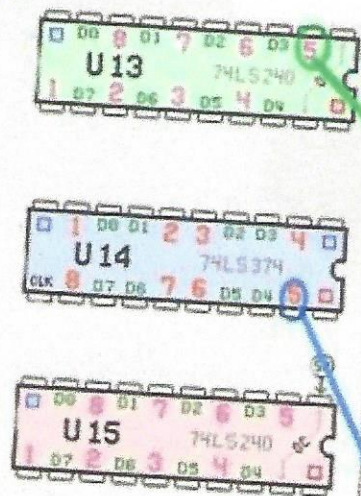 D0 8 D1 7 D2 6 D3 5
U13 74LS240
1 D7 2 D6 3 D5 4 D4
1 D0 D1 2 3 D2 D3 4
U14 74LS374
CLK 8 D7 D6 7 6 D5 D4 5
D0 8 D1 7 D2 6 D3 5
U15 74LS240
1 D7 2 D6 3 D5 4 D4